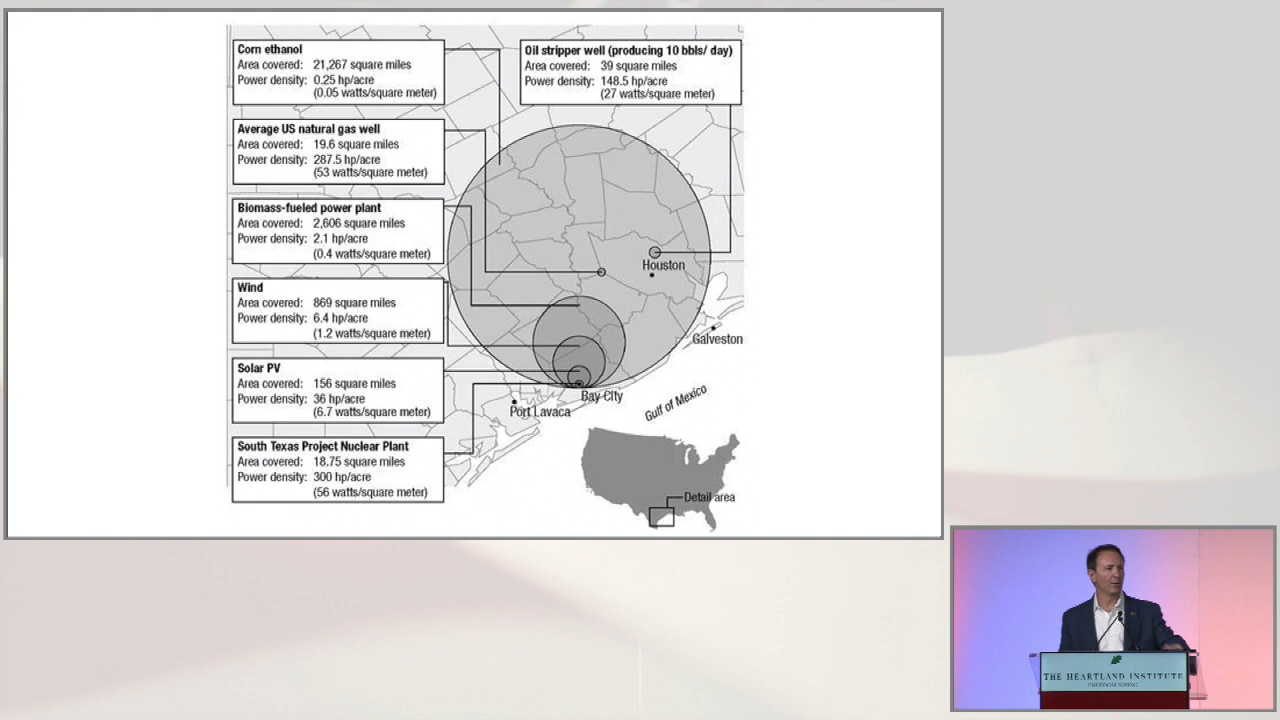 Corn ethanol
Area covered: 21,267 square miles
Power density: 0.25 hp/acre
(0.05 watts/square meter)
Oil stripper well (producing 10 bbls/ day)
Area covered: 39 square miles
Power density: 148.5 hp/acre
(27 watts/square meter)
Average US natural gas well
Area covered: 19.6 square miles
Power density: 287.5 hp/acre
(53 watts/square meter)
Biomass-fueled power plant
Area covered: 2,606 square miles
Power density: 2.1 hp/acre
(0.4 watts/square meter)
Wind
Area covered: 869 square miles
Power density: 6.4 hp/acre
(1.2 watts/square meter)
Solar PV
Area covered: 156 square miles
Power density: 36 hp/acre
(6.7 watts/square meter)
South Texas Project Nuclear Plant
Area covered: 18.75 square miles
Power density: 300 hp/acre
(56 watts/square meter)
Houston
Galveston
Bay City
Port Lavaca
Gulf of Mexico
Detail area
THE HEARTLAND INSTITUTE
FREEDOM RISING